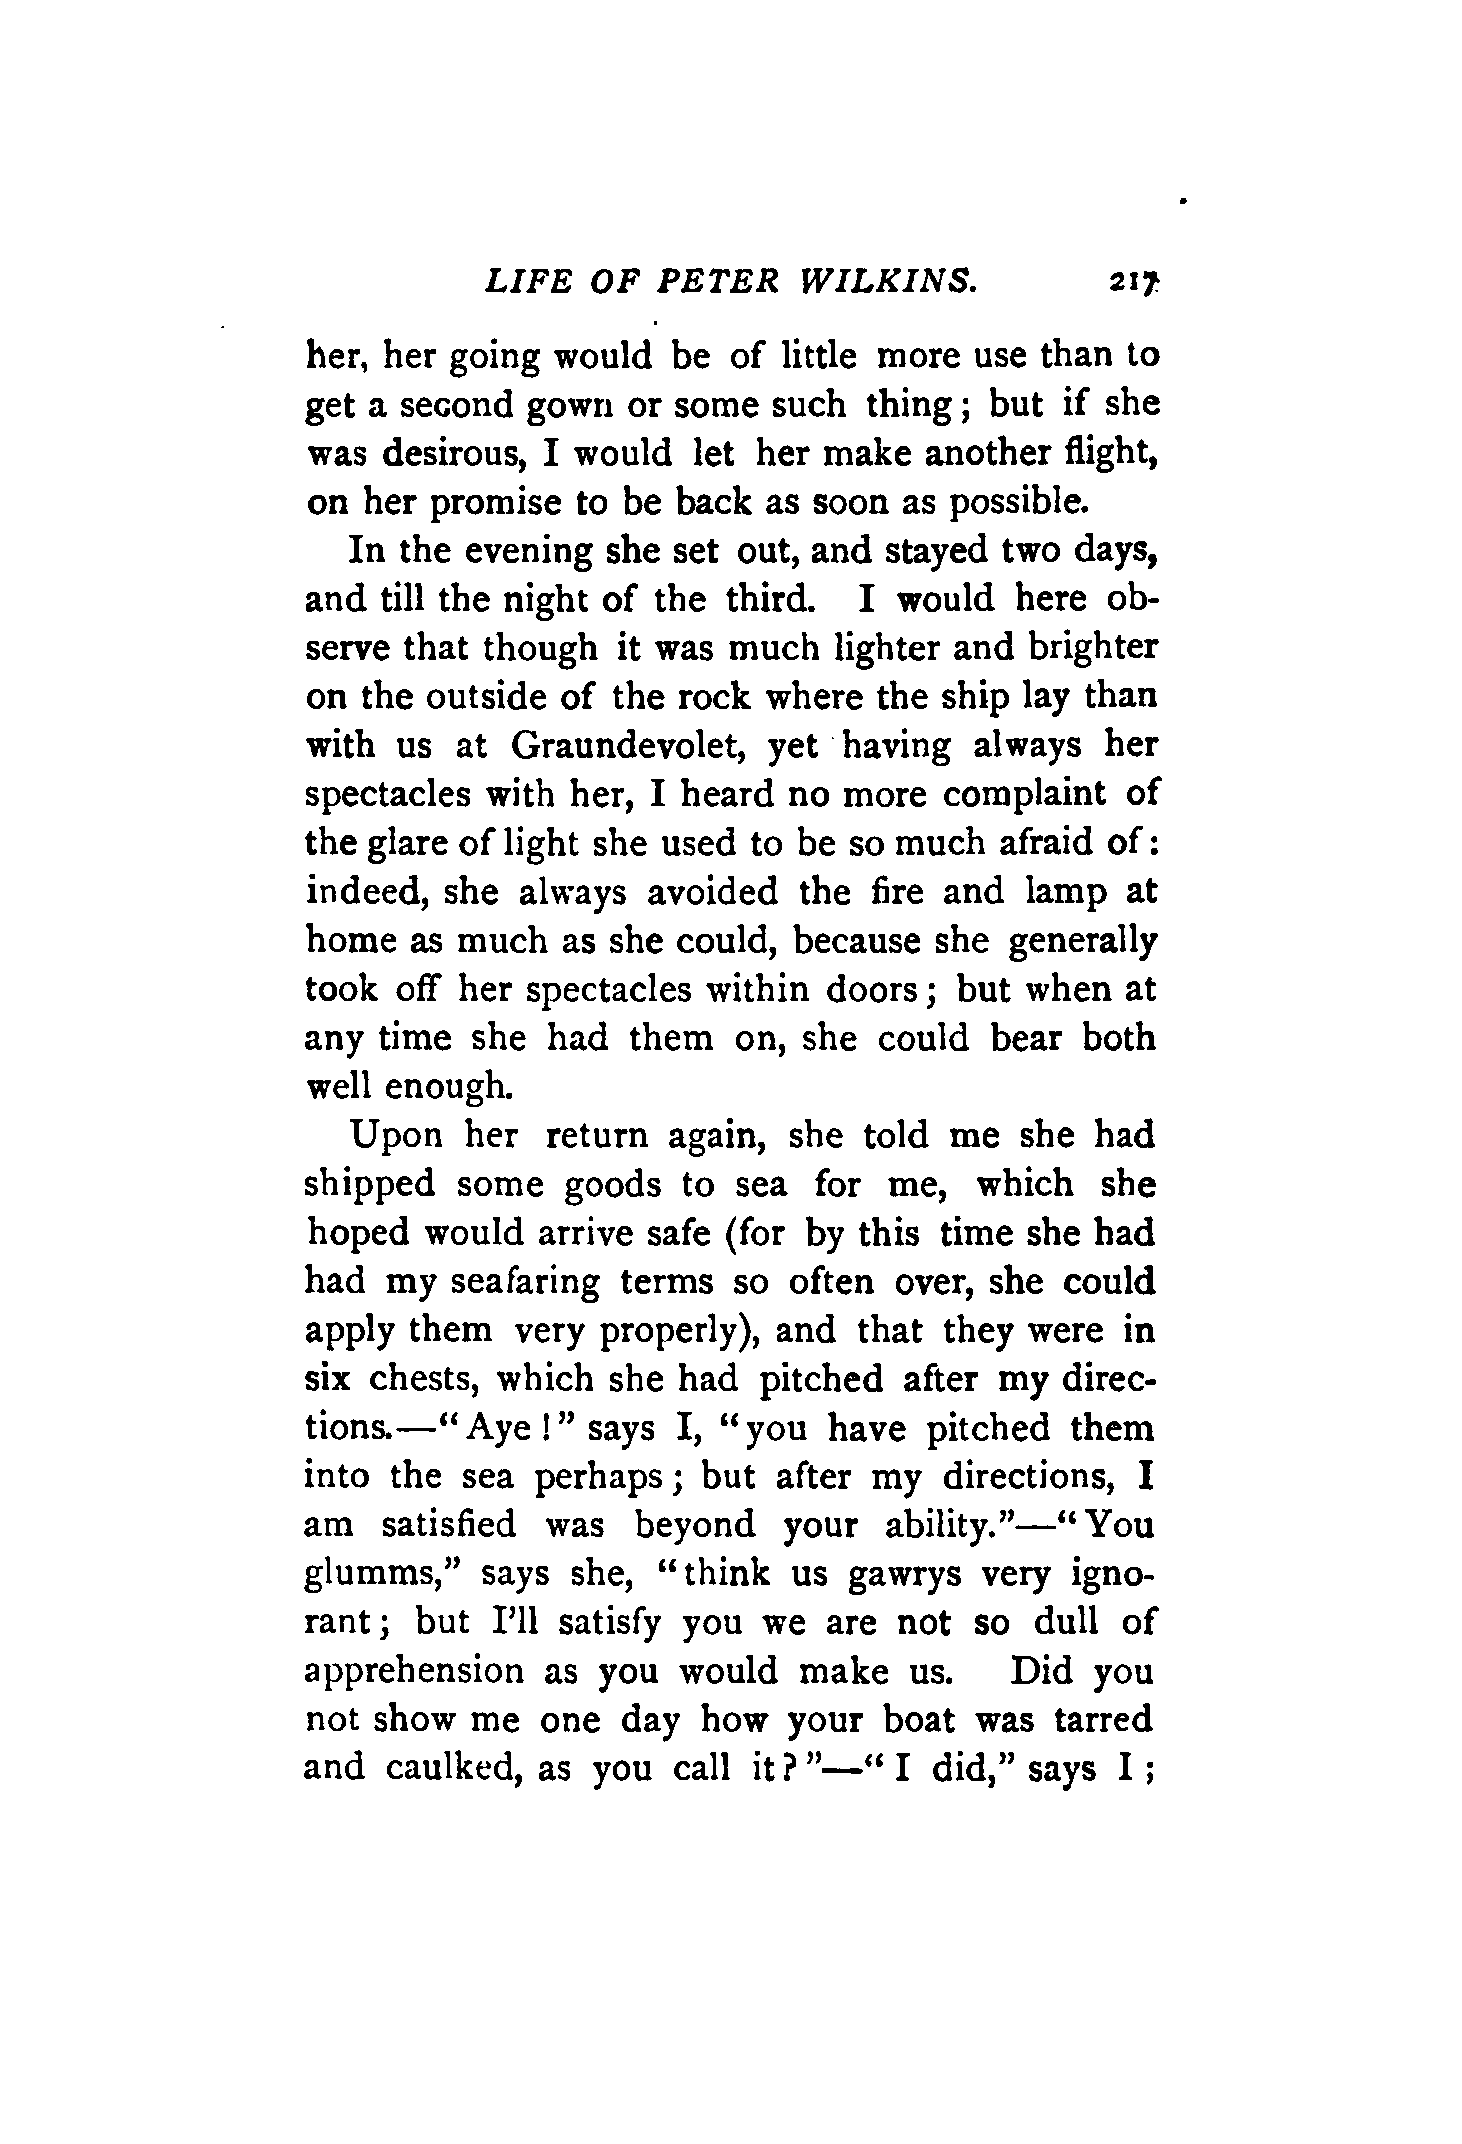 LIFE OF PETER WILKINS. 217
her, her going would be of little more use than to
get a second gown or some such thing; but if she
was desirous, I would let her make another flight,
on her promise to be back as soon as possible.
In the evening she set out, and stayed two days,
and till the night of the third. I would here ob-
serve that though it was much lighter and brighter
on the outside of the rock where the ship lay than
with us at Graundevolet, yet having always her
spectacles with her, I heard no more complaint of
the glare of light she used to be so much afraid of:
indeed, she always avoided the fire and lamp at
home as much as she could, because she generally
took off her spectacles within doors; but when at
any time she had them on, she could bear both
well enough.
Upon her return again, she told me she had
shipped some goods to sea for me, which she
hoped would arrive safe (for by this time she had
had my seafaring terms so often over, she could
apply them very properly), and that they were in
six chests, which she had pitched after my direc-
tions.—“Aye!” says I, “you have pitched them
into the sea perhaps; but after my directions, I
am satisfied was beyond your ability.”—“You
glumms,” says she, “think us gawrys very igno-
rant; but I’ll satisfy you we are not so dull of
apprehension as you would make us. Did you
not show me one day how your boat was tarred
and caulked, as you call it?”—“I did,” says I;